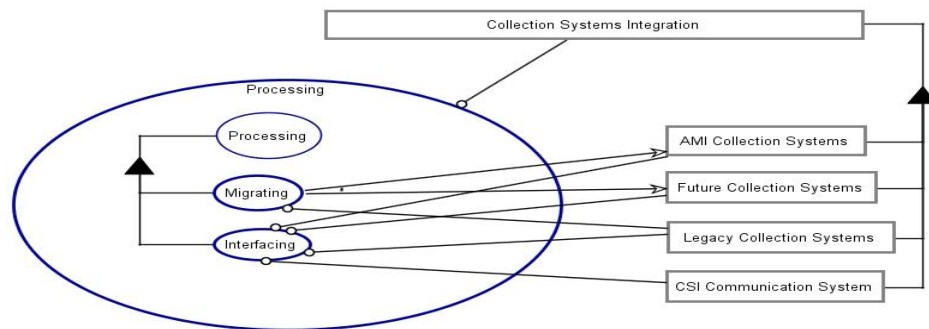 Collection Systems Integration
Processing
Processing
AMI Collection Systems
Migrating
Future Collection Systems
Interfacing
Legacy Collection Systems
CSI Communication System